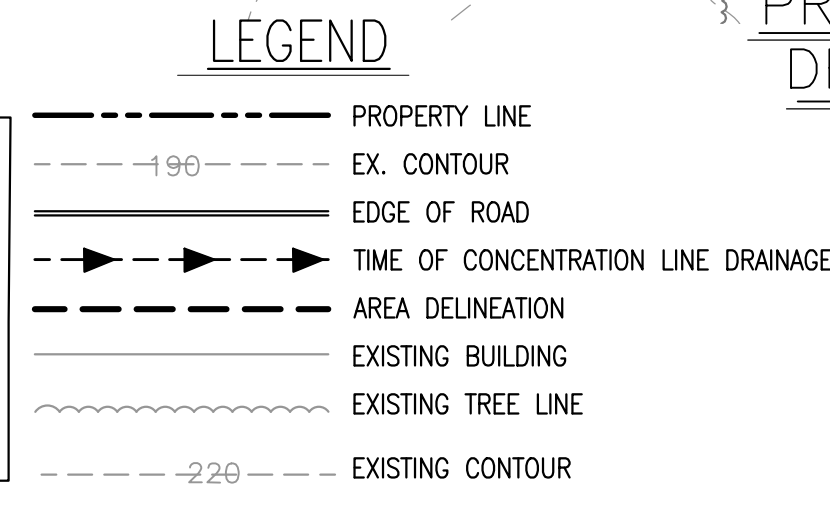 LEGEND
PROPERTY LINE
190 EX. CONTOUR
EDGE OF ROAD
TIME OF CONCENTRATION LINE DRAINAGE
AREA DELINEATION
EXISTING BUILDING
EXISTING TREE LINE
220 EXISTING CONTOUR